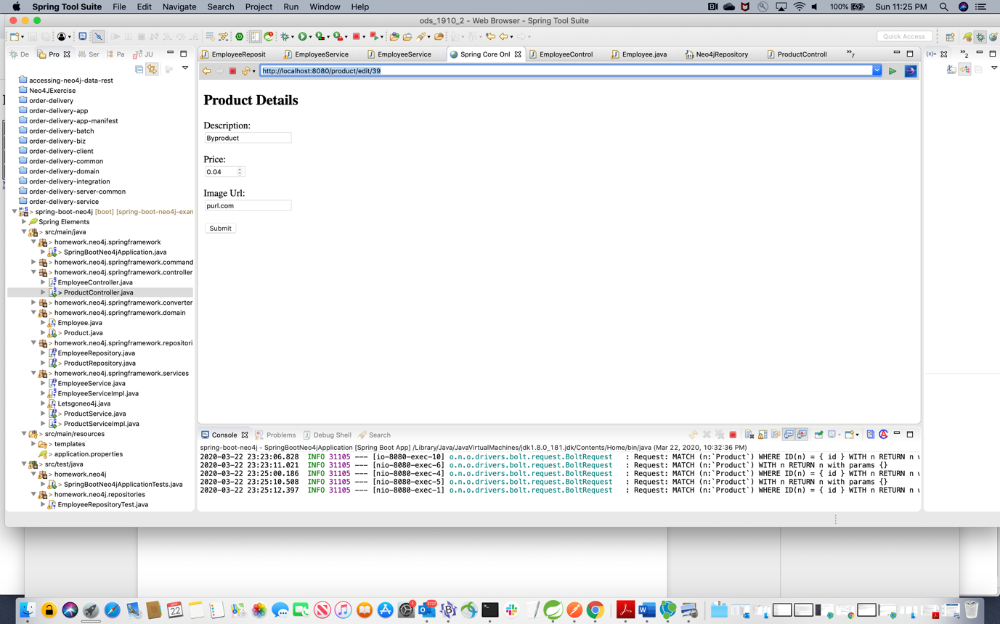 Spring Tool Suite File Edit Navigate Search Project Run Window Help 100% Sun 11:25 PM
ods_1910_2 - Web Browser - Spring Tool Suite
Quick Access
De Pro Ser Pa JU
EmployeeReposit EmployeeService EmployeeService Spring Core Onl EmployeeControl Employee.java Neo4jRepository ProductControll »7
(x)= »2
http://localhost:8080/product/edit/39
accessing-neo4j-data-rest
Neo4JExercise
order-delivery
order-delivery-app
order-delivery-app-manifest
order-delivery-batch
order-delivery-biz
order-delivery-client
order-delivery-common
order-delivery-domain
order-delivery-integration
order-delivery-server-common
order-delivery-service
> spring-boot-neo4j [boot] [spring-boot-neo4j-exan
Spring Elements
> src/main/java
> homework.neo4j.springframework
> SpringBootNeo4jApplication.java
> homework.neo4j.springframework.command
> homework.neo4j.springframework.controller
EmployeeController.java
> ProductController.java
> homework.neo4j.springframework.converter
> homework.neo4j.springframework.domain
Employee.java
> Product.java
> homework.neo4j.springframework.repositori
EmployeeRepository.java
> ProductRepository.java
> homework.neo4j.springframework.services
EmployeeService.java
EmployeeServiceImpl.java
Letsgoneo4j.java
> ProductService.java
> ProductServiceImpl.java
> src/main/resources
> templates
> application.properties
> src/test/java
> homework.neo4j
> SpringBootNeo4jApplicationTests.java
> homework.neo4j.repositories
EmployeeRepositoryTest.java
Product Details
Description:
Byproduct
Price:
0.04
Image Url:
purl.com
Submit
Console Problems Debug Shell Search
spring-boot-neo4j - SpringBootNeo4jApplication [Spring Boot App] /Library/Java/JavaVirtualMachines/jdk1.8.0_181.jdk/Contents/Home/bin/java (Mar 22, 2020, 10:32:36 PM)
2020-03-22 23:23:06.828 INFO 31105 --- [io-8080-exec-10] o.n.o.drivers.bolt.request.BoltRequest : Request: MATCH (n:`Product`) WHERE ID(n) = { id } WITH n RETURN n w
2020-03-22 23:23:11.021 INFO 31105 --- [nio-8080-exec-6] o.n.o.drivers.bolt.request.BoltRequest : Request: MATCH (n:`Product`) WITH n RETURN n with params {}
2020-03-22 23:25:00.186 INFO 31105 --- [nio-8080-exec-4] o.n.o.drivers.bolt.request.BoltRequest : Request: MATCH (n:`Product`) WHERE ID(n) = { id } WITH n RETURN n w
2020-03-22 23:25:10.508 INFO 31105 --- [nio-8080-exec-5] o.n.o.drivers.bolt.request.BoltRequest : Request: MATCH (n:`Product`) WITH n RETURN n with params {}
2020-03-22 23:25:12.397 INFO 31105 --- [nio-8080-exec-1] o.n.o.drivers.bolt.request.BoltRequest : Request: MATCH (n:`Product`) WHERE ID(n) = { id } WITH n RETURN n w
22 1 3737